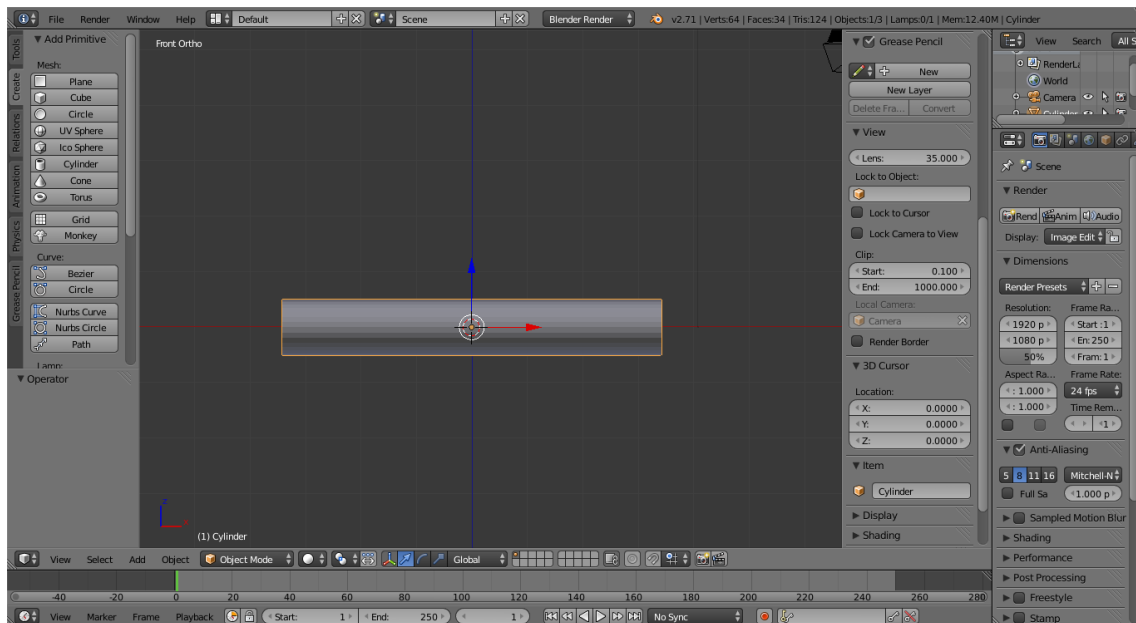 File Render Window Help Default Scene Blender Render v2.71 | Verts:64 | Faces:34 | Tris:124 | Objects:1/3 | Lamps:0/1 | Mem:12.40M | Cylinder
Tools
Create
Relations
Animation
Physics
Grease Pencil
Add Primitive
Mesh:
Plane
Cube
Circle
UV Sphere
Ico Sphere
Cylinder
Cone
Torus
Grid
Monkey
Curve:
Bezier
Circle
Nurbs Curve
Nurbs Circle
Path
Lamp:
Operator
Front Ortho
z
x
(1) Cylinder
Grease Pencil
New
New Layer
Delete Fra... Convert
View
Lens: 35.000
Lock to Object:
Lock to Cursor
Lock Camera to View
Clip:
Start: 0.100
End: 1000.000
Local Camera:
Camera
Render Border
3D Cursor
Location:
X: 0.0000
Y: 0.0000
Z: 0.0000
Item
Cylinder
Display
Shading
View Search All S
RenderLa
World
Camera
Cylinder
Scene
Render
Rend Anim Audio
Display: Image Edit
Dimensions
Render Presets
Resolution: Frame Ra...
1920 p Start :1
1080 p En: 250
50% Fram: 1
Aspect Ra... Frame Rate:
: 1.000 24 fps
: 1.000 Time Rem...
1
Anti-Aliasing
5 8 11 16 Mitchell-N
Full Sa 1.000 p
Sampled Motion Blur
Shading
Performance
Post Processing
Freestyle
Stamp
View Select Add Object Object Mode Global
-40 -20 0 20 40 60 80 100 120 140 160 180 200 220 240 260 280
View Marker Frame Playback Start: 1 End: 250 1 No Sync